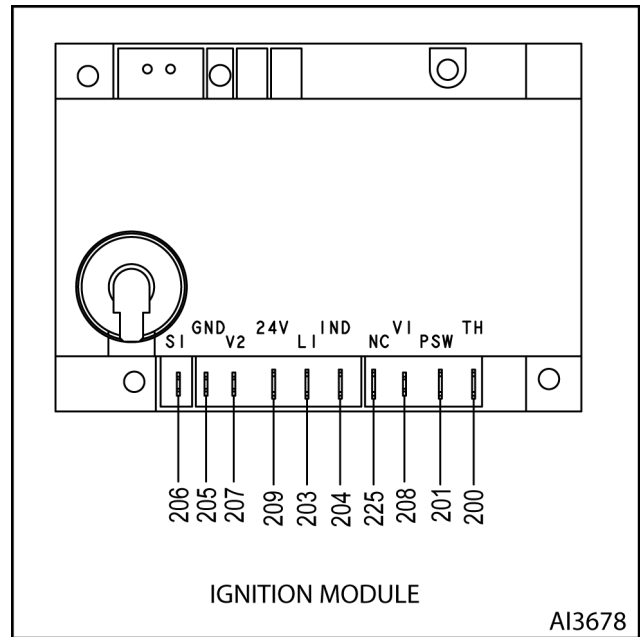 GND 24V IND VI TH
SI V2 LI NC PSW
206 205 207 209 203 204 225 208 201 200
IGNITION MODULE
AI3678